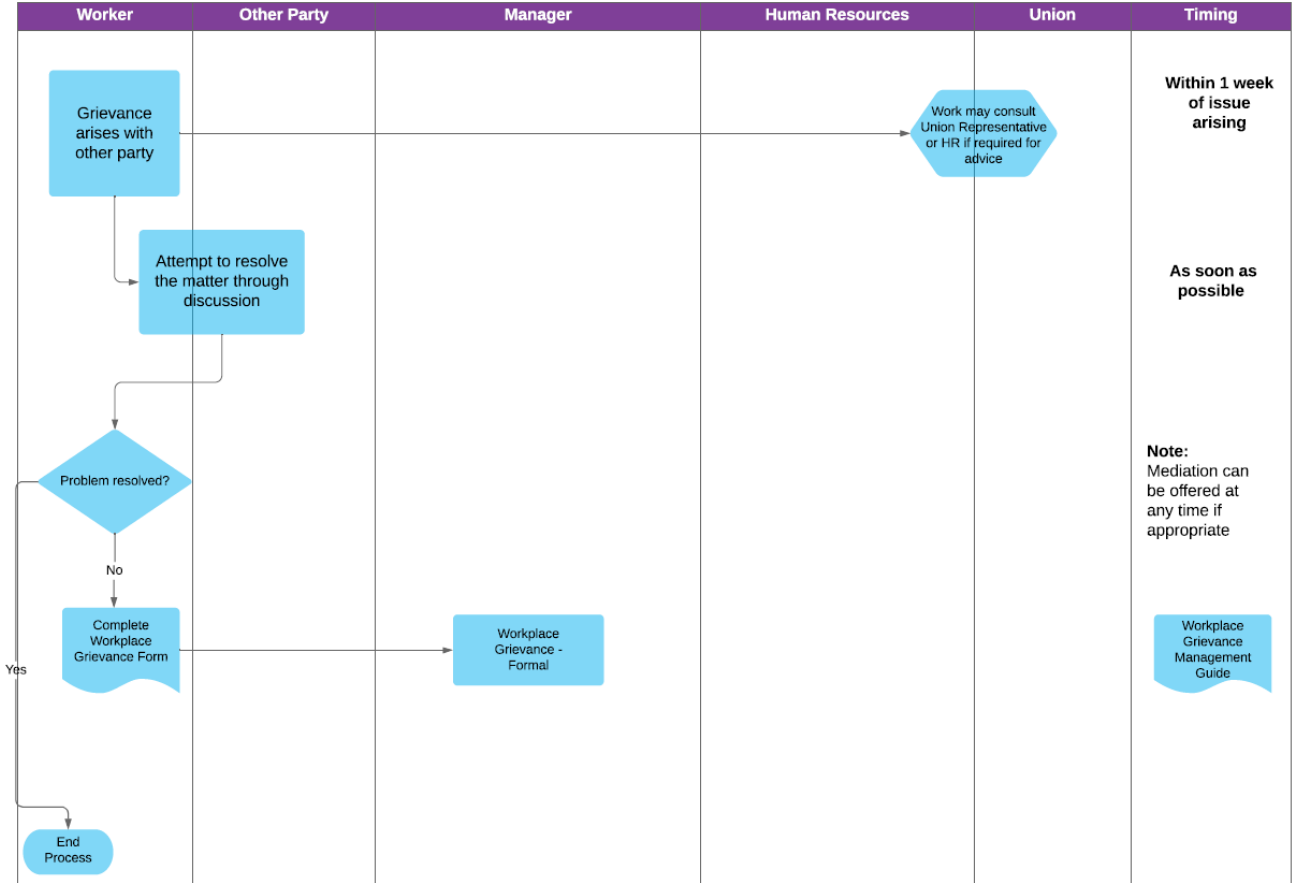 Worker
Other Party
Manager
Human Resources
Union
Timing
Grievance
arises with
other party
Work may consult
Union Representative
or HR if required for
advice
Within 1 week
of issue
arising
Attempt to resolve
the matter through
discussion
As soon as
possible
Problem resolved?
Note:
Mediation can
be offered at
any time if
appropriate
No
Complete
Workplace
Grievance Form
Workplace
Grievance -
Formal
Workplace
Grievance
Management
Guide
Yes
End
Process